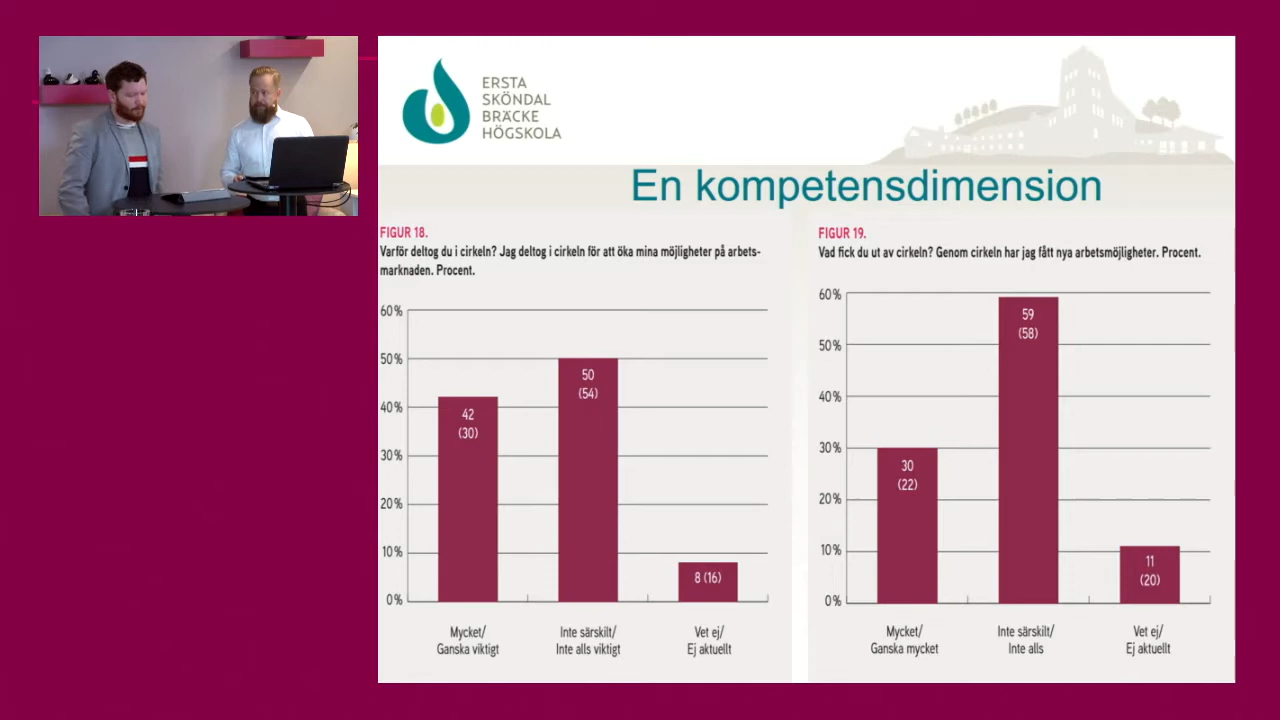 ERSTA
SKÖNDAL
BRÄCKE
HÖGSKOLA
En kompetensdimension
FIGUR 18.
Varför deltog du i cirkeln? Jag deltog i cirkeln för att öka mina möjligheter på arbets-
marknaden. Procent.
60%
50%
40%
30%
20%
10%
0%
42
(30)
50
(54)
8 (16)
Mycket/
Ganska viktigt
Inte särskilt/
Inte alls viktigt
Vet ej/
Ej aktuellt
FIGUR 19.
Vad fick du ut av cirkeln? Genom cirkeln har jag fått nya arbetsmöjligheter. Procent.
60%
50%
40%
30%
20%
10%
0%
30
(22)
59
(58)
11
(20)
Mycket/
Ganska mycket
Inte särskilt/
Inte alls
Vet ej/
Ej aktuellt